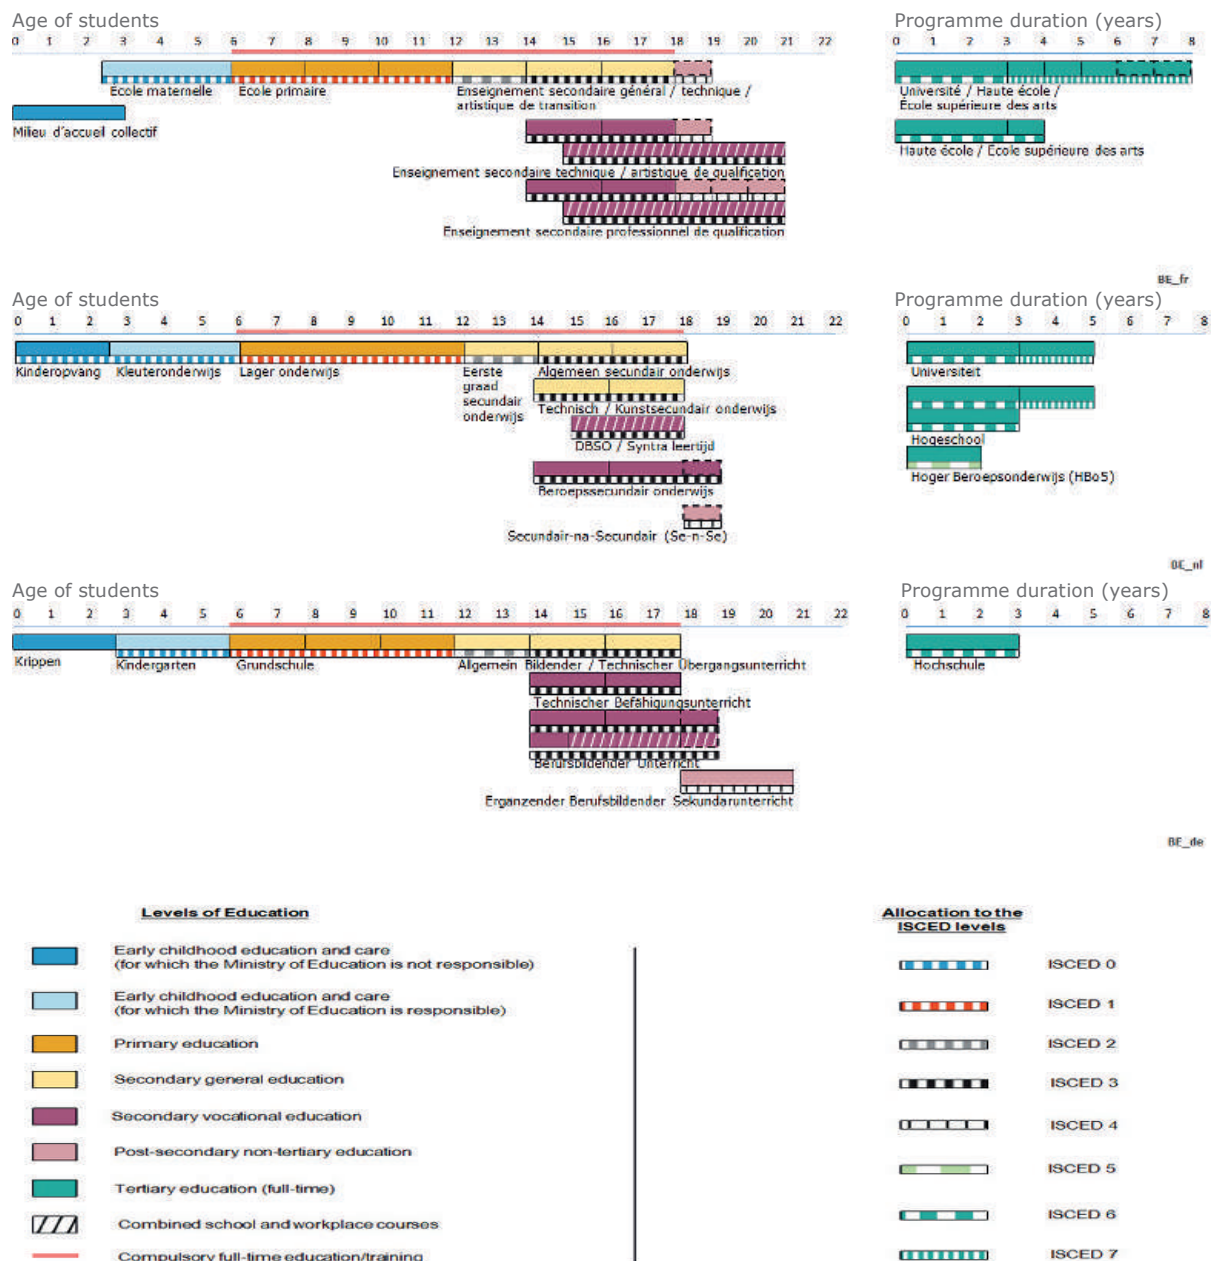 Age of students
Programme duration (years)
0 1 2 3 4 5 6 7 8 9 10 11 12 13 14 15 16 17 18 19 20 21 22
0 1 2 3 4 5 6 7 8
École maternelle
École primaire
Enseignement secondaire général / technique /
artistique de transition
Université / Haute école /
École supérieure des arts
Milieu d'accueil collectif
Haute école / École supérieure des arts
Enseignement secondaire technique / artistique de qualification
Enseignement secondaire professionnel de qualification
BE_fr
Age of students
Programme duration (years)
0 1 2 3 4 5 6 7 8 9 10 11 12 13 14 15 16 17 18 19 20 21 22
0 1 2 3 4 5 6 7 8
Kinderopvang
Kleuteronderwijs
Lager onderwijs
Eerste
graad
secundair
onderwijs
Algemeen secundair onderwijs
Universiteit
Technisch / Kunstsecundair onderwijs
DBSO / Syntra leertijd
Hogeschool
Beroepssecundair onderwijs
Hoger Beroepsonderwijs (HBo5)
Secundair-na-Secundair (Se-n-Se)
BE_nl
Age of students
Programme duration (years)
0 1 2 3 4 5 6 7 8 9 10 11 12 13 14 15 16 17 18 19 20 21 22
0 1 2 3 4 5 6 7 8
Krippen
Kindergarten
Grundschule
Allgemein Bildender / Technischer Übergangsunterricht
Hochschule
Technischer Befähigungsunterricht
Berufsbildender Unterricht
Ergänzender Berufsbildender Sekundarunterricht
BE_de
Levels of Education
Early childhood education and care
(for which the Ministry of Education is not responsible)
Early childhood education and care
(for which the Ministry of Education is responsible)
Primary education
Secondary general education
Secondary vocational education
Post-secondary non-tertiary education
Tertiary education (full-time)
Combined school and workplace courses
Compulsory full-time education/training
Allocation to the
ISCED levels
ISCED 0
ISCED 1
ISCED 2
ISCED 3
ISCED 4
ISCED 5
ISCED 6
ISCED 7